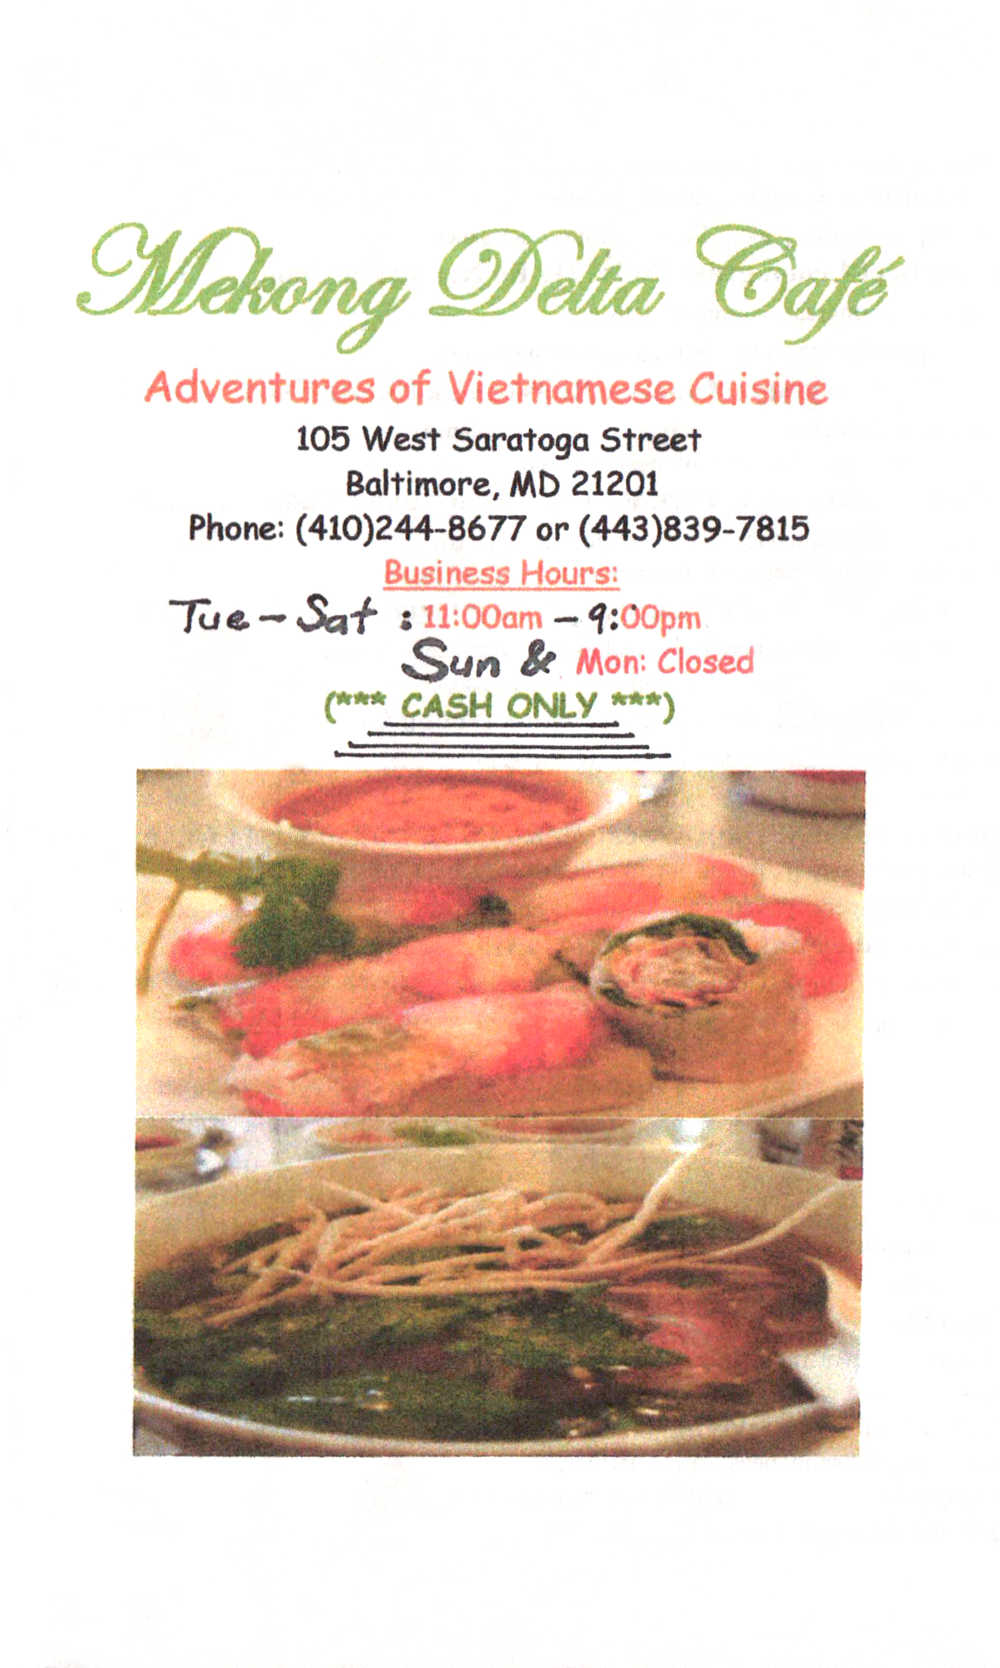 Mekong Delta Café
Adventures of Vietnamese Cuisine
105 West Saratoga Street
Baltimore, MD 21201
Phone: (410)244-8677 or (443)839-7815
Business Hours:
Tue - Sat : 11:00am - 9:00pm
Sun & Mon: Closed
(*** CASH ONLY ***)